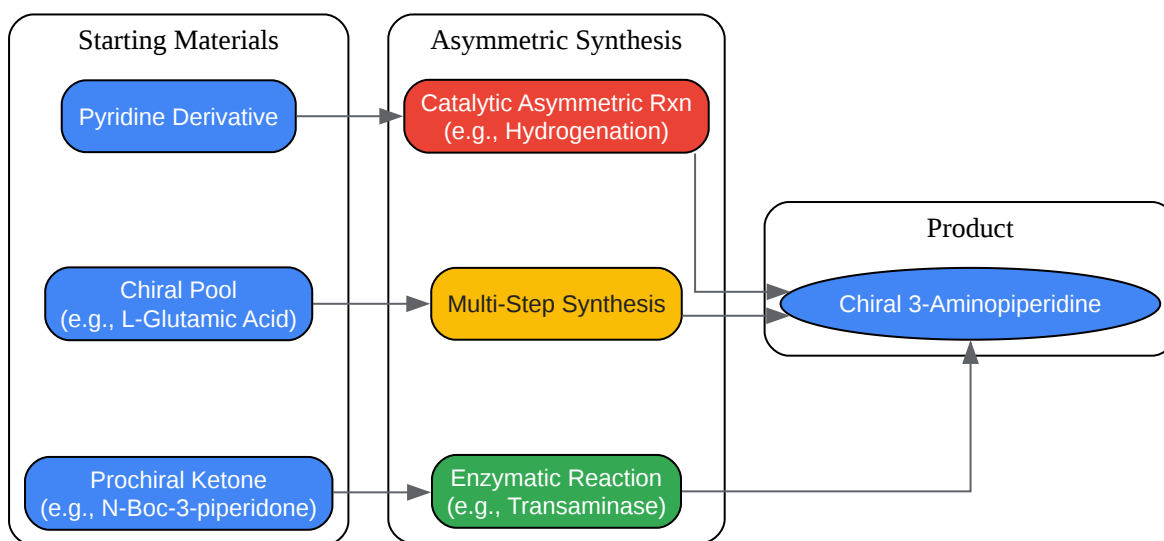 Starting Materials
Asymmetric Synthesis
Pyridine Derivative
Catalytic Asymmetric Rxn
(e.g., Hydrogenation)
Product
Chiral Pool
(e.g., L-Glutamic Acid)
Multi-Step Synthesis
Chiral 3-Aminopiperidine
Prochiral Ketone
(e.g., N-Boc-3-piperidone)
Enzymatic Reaction
(e.g., Transaminase)